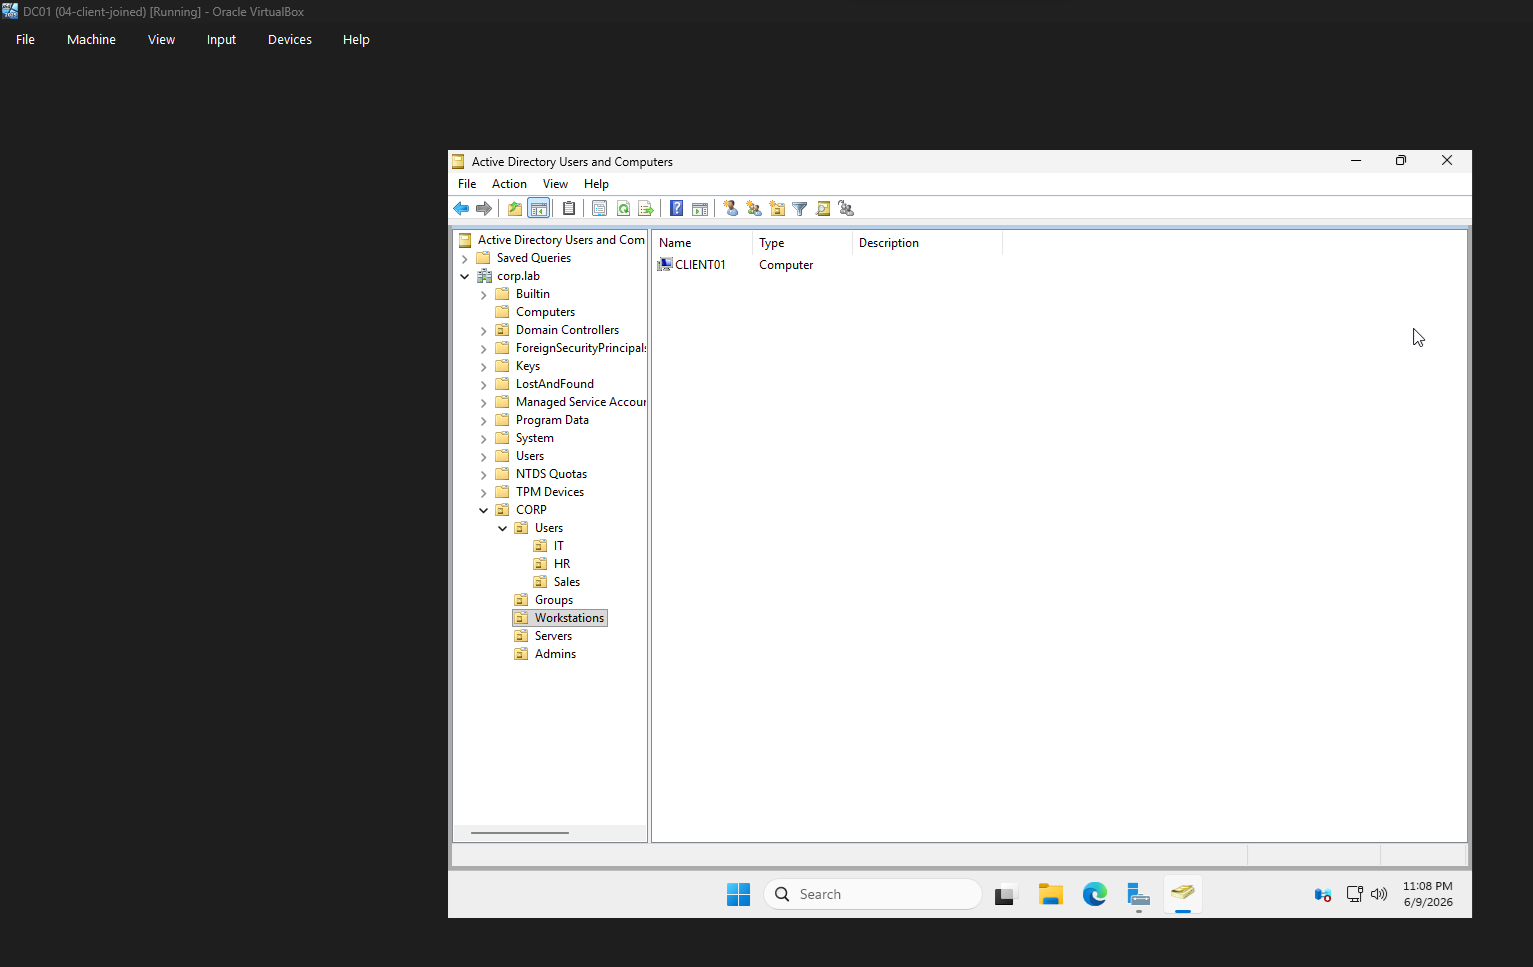 DC01 (04-client-joined) [Running] - Oracle VirtualBox
File Machine View Input Devices Help
Active Directory Users and Computers
File Action View Help
Active Directory Users and Com
Saved Queries
corp.lab
Builtin
Computers
Domain Controllers
ForeignSecurityPrincipals
Keys
LostAndFound
Managed Service Accoun
Program Data
System
Users
NTDS Quotas
TPM Devices
CORP
Users
IT
HR
Sales
Groups
Workstations
Servers
Admins
Name Type Description
CLIENT01 Computer
Search
11:08 PM
6/9/2026